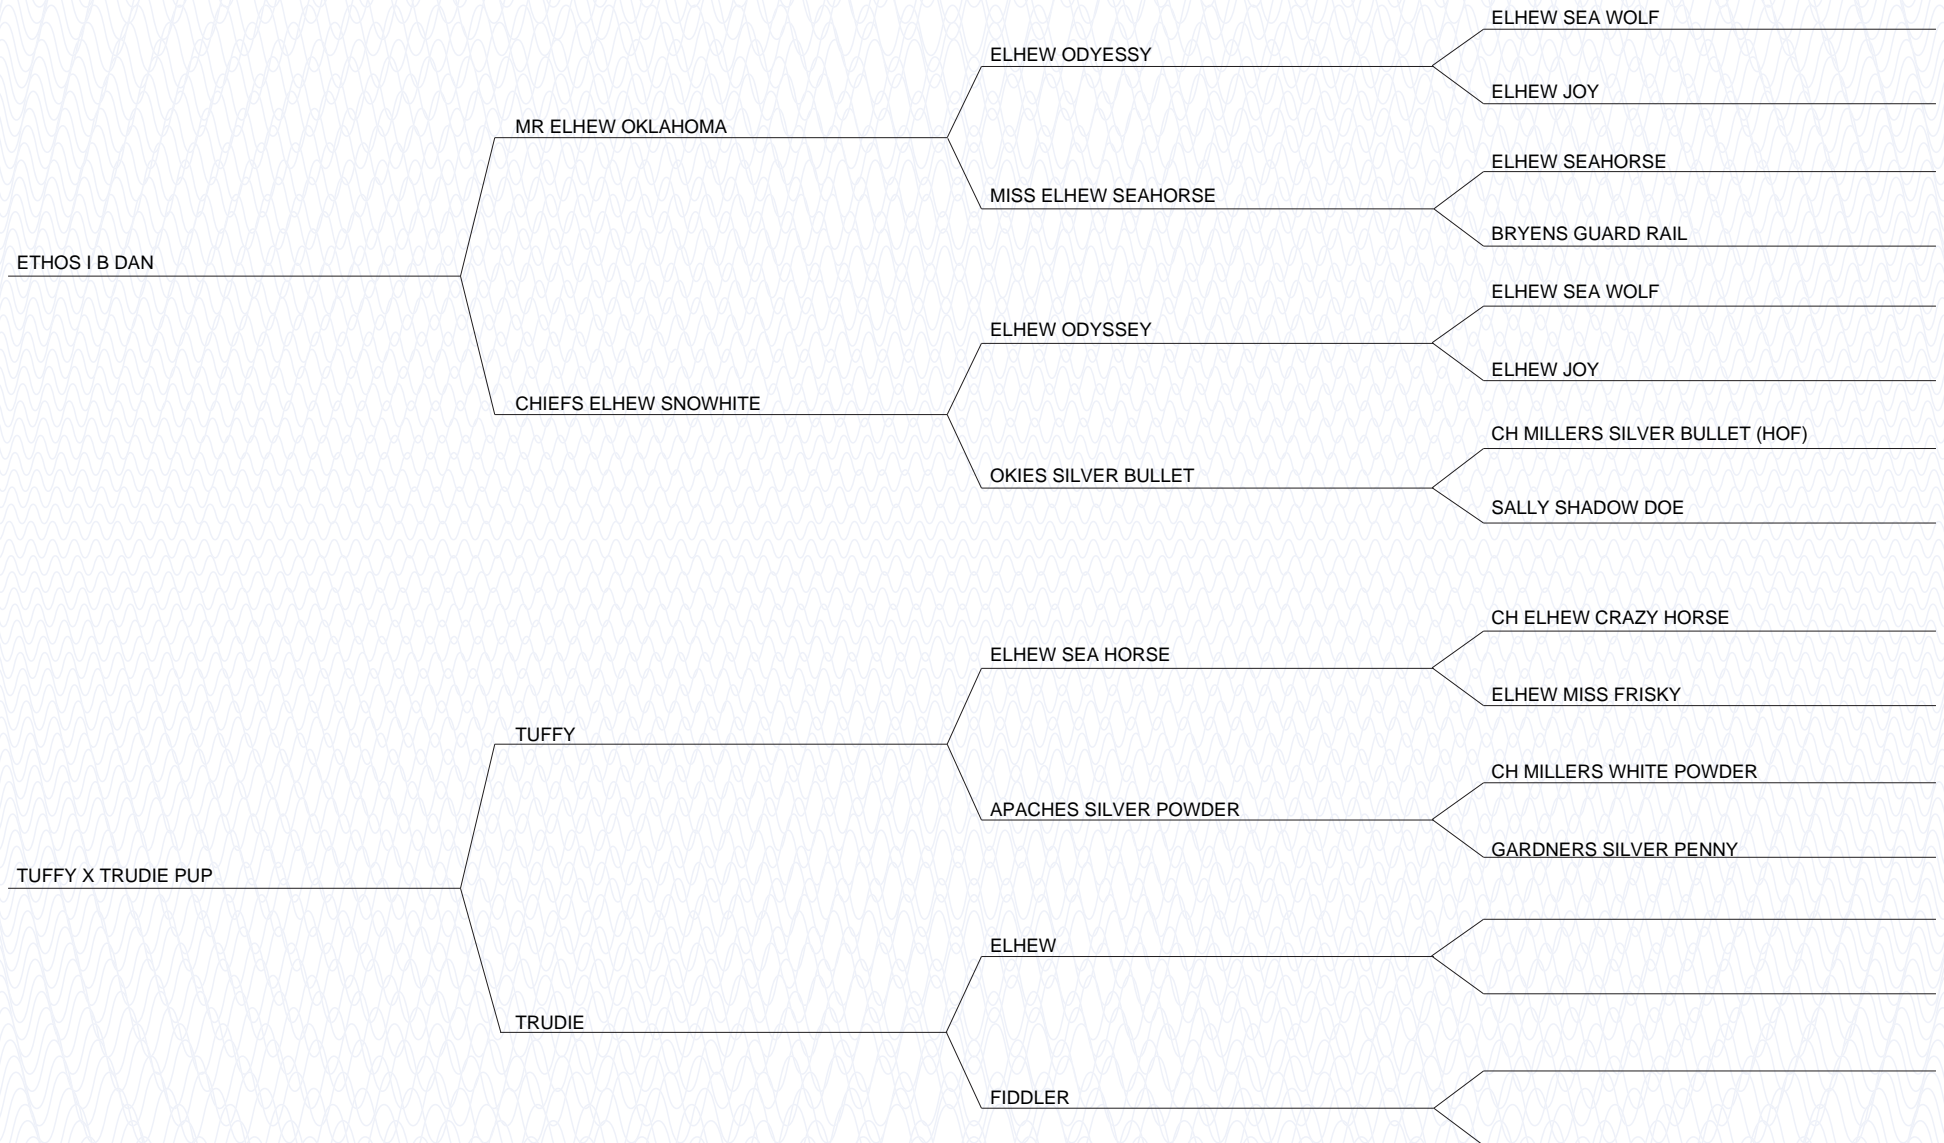 ELHEW SEA WOLF
ELHEW ODYESSY
ELHEW JOY
MR ELHEW OKLAHOMA
ELHEW SEAHORSE
MISS ELHEW SEAHORSE
BRYENS GUARD RAIL
ETHOS I B DAN
ELHEW SEA WOLF
ELHEW ODYSSEY
ELHEW JOY
CHIEFS ELHEW SNOWHITE
CH MILLERS SILVER BULLET (HOF)
OKIES SILVER BULLET
SALLY SHADOW DOE
CH ELHEW CRAZY HORSE
ELHEW SEA HORSE
ELHEW MISS FRISKY
TUFFY
CH MILLERS WHITE POWDER
APACHES SILVER POWDER
GARDNERS SILVER PENNY
TUFFY X TRUDIE PUP
ELHEW
TRUDIE
FIDDLER